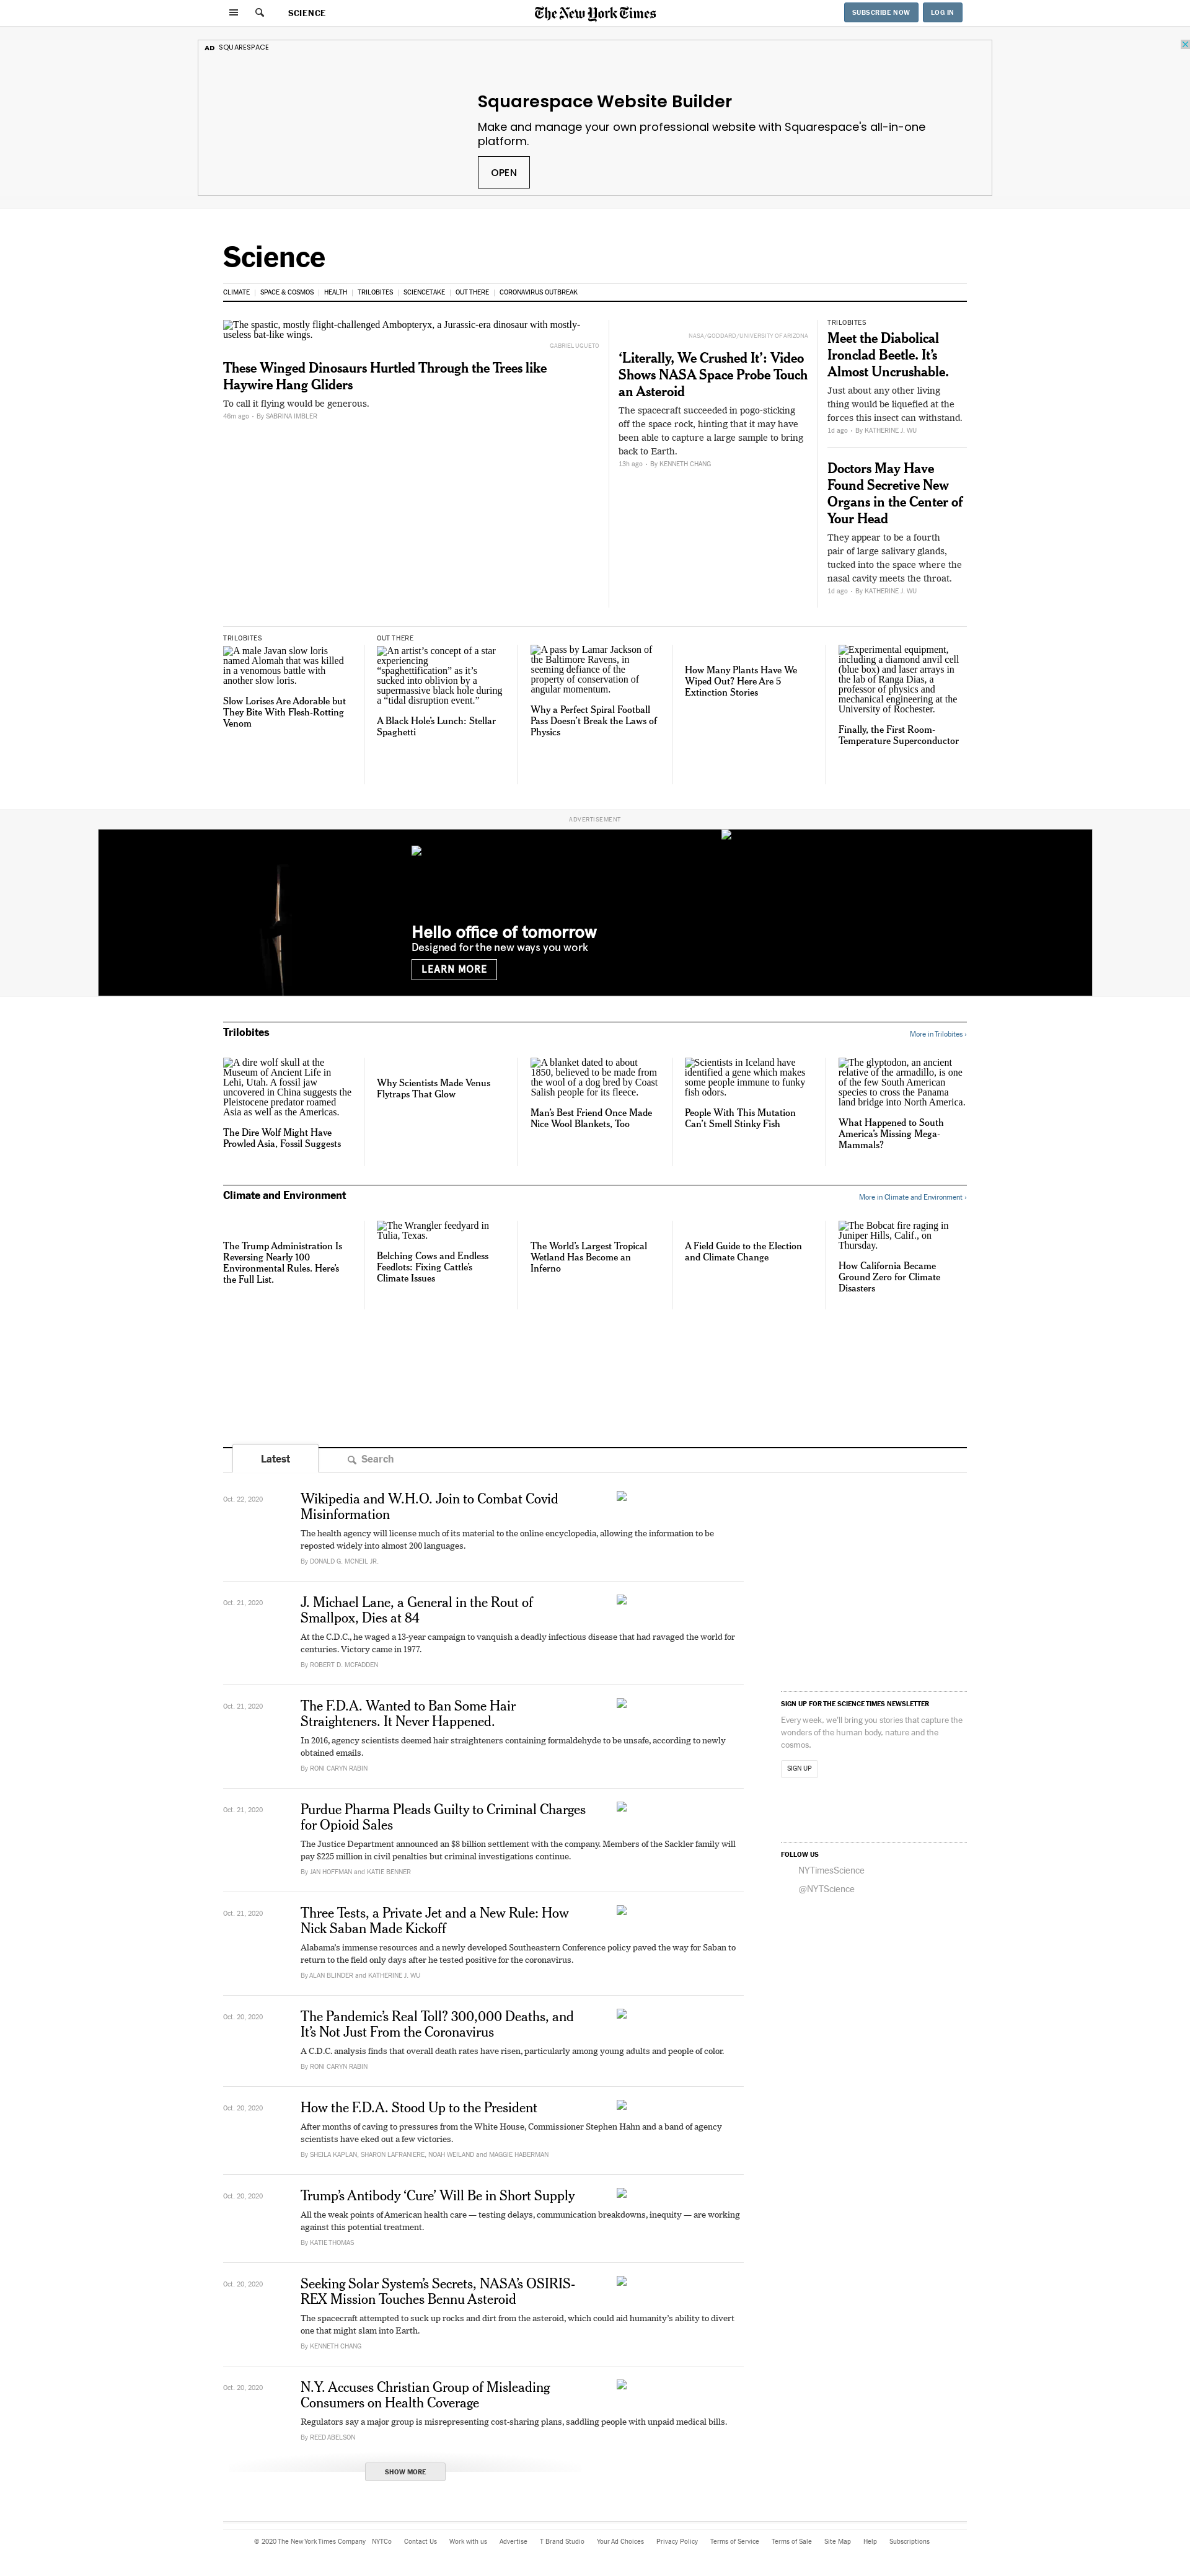 SCIENCE
The New York Times
SUBSCRIBE NOW
LOG IN
AD SQUARESPACE
Squarespace Website Builder
Make and manage your own professional website with Squarespace's all-in-one
platform.
OPEN
Science
CLIMATE | SPACE & COSMOS | HEALTH | TRILOBITES | SCIENCETAKE | OUT THERE | CORONAVIRUS OUTBREAK
The spastic, mostly flight-challenged Ambopteryx, a Jurassic-era dinosaur with mostly-
useless bat-like wings.
GABRIEL UGUETO
These Winged Dinosaurs Hurtled Through the Trees like
Haywire Hang Gliders
To call it flying would be generous.
46m ago - By SABRINA IMBLER
NASA/GODDARD/UNIVERSITY OF ARIZONA
‘Literally, We Crushed It’: Video
Shows NASA Space Probe Touch
an Asteroid
The spacecraft succeeded in pogo-sticking
off the space rock, hinting that it may have
been able to capture a large sample to bring
back to Earth.
13h ago - By KENNETH CHANG
TRILOBITES
Meet the Diabolical
Ironclad Beetle. It’s
Almost Uncrushable.
Just about any other living
thing would be liquefied at the
forces this insect can withstand.
1d ago - By KATHERINE J. WU
Doctors May Have
Found Secretive New
Organs in the Center of
Your Head
They appear to be a fourth
pair of large salivary glands,
tucked into the space where the
nasal cavity meets the throat.
1d ago - By KATHERINE J. WU
TRILOBITES
A male Javan slow loris
named Alomah that was killed
in a venomous battle with
another slow loris.
Slow Lorises Are Adorable but
They Bite With Flesh-Rotting
Venom
OUT THERE
An artist’s concept of a star
experiencing
“spaghettification” as it’s
sucked into oblivion by a
supermassive black hole during
a “tidal disruption event.”
A Black Hole’s Lunch: Stellar
Spaghetti
A pass by Lamar Jackson of
the Baltimore Ravens, in
seeming defiance of the
property of conservation of
angular momentum.
Why a Perfect Spiral Football
Pass Doesn’t Break the Laws of
Physics
How Many Plants Have We
Wiped Out? Here Are 5
Extinction Stories
Experimental equipment,
including a diamond anvil cell
(blue box) and laser arrays in
the lab of Ranga Dias, a
professor of physics and
mechanical engineering at the
University of Rochester.
Finally, the First Room-
Temperature Superconductor
ADVERTISEMENT
Hello office of tomorrow
Designed for the new ways you work
LEARN MORE
Trilobites
More in Trilobites ›
A dire wolf skull at the
Museum of Ancient Life in
Lehi, Utah. A fossil jaw
uncovered in China suggests the
Pleistocene predator roamed
Asia as well as the Americas.
The Dire Wolf Might Have
Prowled Asia, Fossil Suggests
Why Scientists Made Venus
Flytraps That Glow
A blanket dated to about
1850, believed to be made from
the wool of a dog bred by Coast
Salish people for its fleece.
Man’s Best Friend Once Made
Nice Wool Blankets, Too
Scientists in Iceland have
identified a gene which makes
some people immune to funky
fish odors.
People With This Mutation
Can’t Smell Stinky Fish
The glyptodon, an ancient
relative of the armadillo, is one
of the few South American
species to cross the Panama
land bridge into North America.
What Happened to South
America’s Missing Mega-
Mammals?
Climate and Environment
More in Climate and Environment ›
The Trump Administration Is
Reversing Nearly 100
Environmental Rules. Here’s
the Full List.
The Wrangler feedyard in
Tulia, Texas.
Belching Cows and Endless
Feedlots: Fixing Cattle’s
Climate Issues
The World’s Largest Tropical
Wetland Has Become an
Inferno
A Field Guide to the Election
and Climate Change
The Bobcat fire raging in
Juniper Hills, Calif., on
Thursday.
How California Became
Ground Zero for Climate
Disasters
Latest
Search
Oct. 22, 2020
Wikipedia and W.H.O. Join to Combat Covid
Misinformation
The health agency will license much of its material to the online encyclopedia, allowing the information to be
reposted widely into almost 200 languages.
By DONALD G. MCNEIL JR.
Oct. 21, 2020
J. Michael Lane, a General in the Rout of
Smallpox, Dies at 84
At the C.D.C., he waged a 13-year campaign to vanquish a deadly infectious disease that had ravaged the world for
centuries. Victory came in 1977.
By ROBERT D. MCFADDEN
Oct. 21, 2020
The F.D.A. Wanted to Ban Some Hair
Straighteners. It Never Happened.
In 2016, agency scientists deemed hair straighteners containing formaldehyde to be unsafe, according to newly
obtained emails.
By RONI CARYN RABIN
Oct. 21, 2020
Purdue Pharma Pleads Guilty to Criminal Charges
for Opioid Sales
The Justice Department announced an $8 billion settlement with the company. Members of the Sackler family will
pay $225 million in civil penalties but criminal investigations continue.
By JAN HOFFMAN and KATIE BENNER
Oct. 21, 2020
Three Tests, a Private Jet and a New Rule: How
Nick Saban Made Kickoff
Alabama’s immense resources and a newly developed Southeastern Conference policy paved the way for Saban to
return to the field only days after he tested positive for the coronavirus.
By ALAN BLINDER and KATHERINE J. WU
Oct. 20, 2020
The Pandemic’s Real Toll? 300,000 Deaths, and
It’s Not Just From the Coronavirus
A C.D.C. analysis finds that overall death rates have risen, particularly among young adults and people of color.
By RONI CARYN RABIN
Oct. 20, 2020
How the F.D.A. Stood Up to the President
After months of caving to pressures from the White House, Commissioner Stephen Hahn and a band of agency
scientists have eked out a few victories.
By SHEILA KAPLAN, SHARON LAFRANIERE, NOAH WEILAND and MAGGIE HABERMAN
Oct. 20, 2020
Trump’s Antibody ‘Cure’ Will Be in Short Supply
All the weak points of American health care — testing delays, communication breakdowns, inequity — are working
against this potential treatment.
By KATIE THOMAS
Oct. 20, 2020
Seeking Solar System’s Secrets, NASA’s OSIRIS-
REX Mission Touches Bennu Asteroid
The spacecraft attempted to suck up rocks and dirt from the asteroid, which could aid humanity’s ability to divert
one that might slam into Earth.
By KENNETH CHANG
Oct. 20, 2020
N.Y. Accuses Christian Group of Misleading
Consumers on Health Coverage
Regulators say a major group is misrepresenting cost-sharing plans, saddling people with unpaid medical bills.
By REED ABELSON
SHOW MORE
SIGN UP FOR THE SCIENCE TIMES NEWSLETTER
Every week, we’ll bring you stories that capture the
wonders of the human body, nature and the
cosmos.
SIGN UP
FOLLOW US
NYTimesScience
@NYTScience
© 2020 The New York Times Company NYTCo Contact Us Work with us Advertise T Brand Studio Your Ad Choices Privacy Policy Terms of Service Terms of Sale Site Map Help Subscriptions